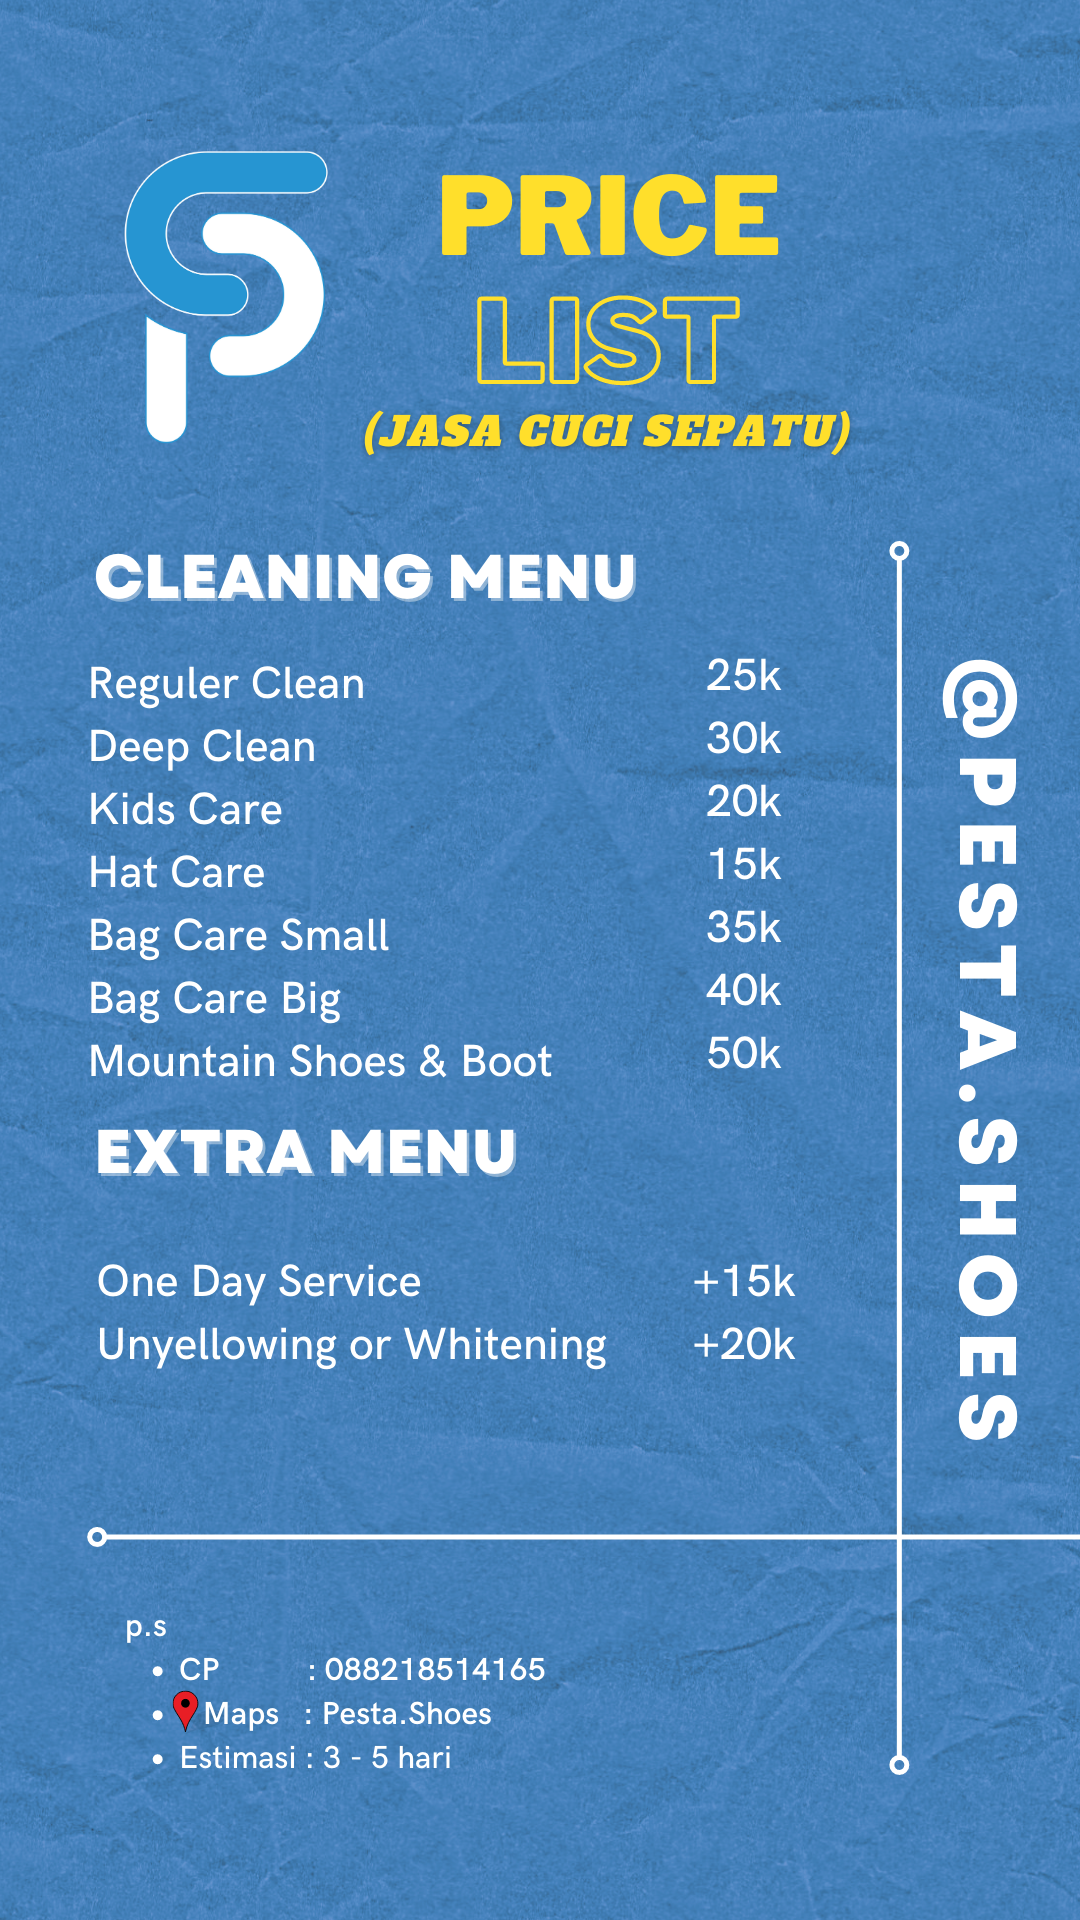 PRICE
LIST
(JASA CUCI SEPATU)
CLEANING MENU
Reguler Clean 25k
Deep Clean 30k
Kids Care 20k
Hat Care 15k
Bag Care Small 35k
Bag Care Big 40k
Mountain Shoes & Boot 50k
EXTRA MENU
One Day Service +15k
Unyellowing or Whitening +20k
@PESTA.SHOES
p.s
• CP : 088218514165
• Maps : Pesta.Shoes
• Estimasi : 3 - 5 hari